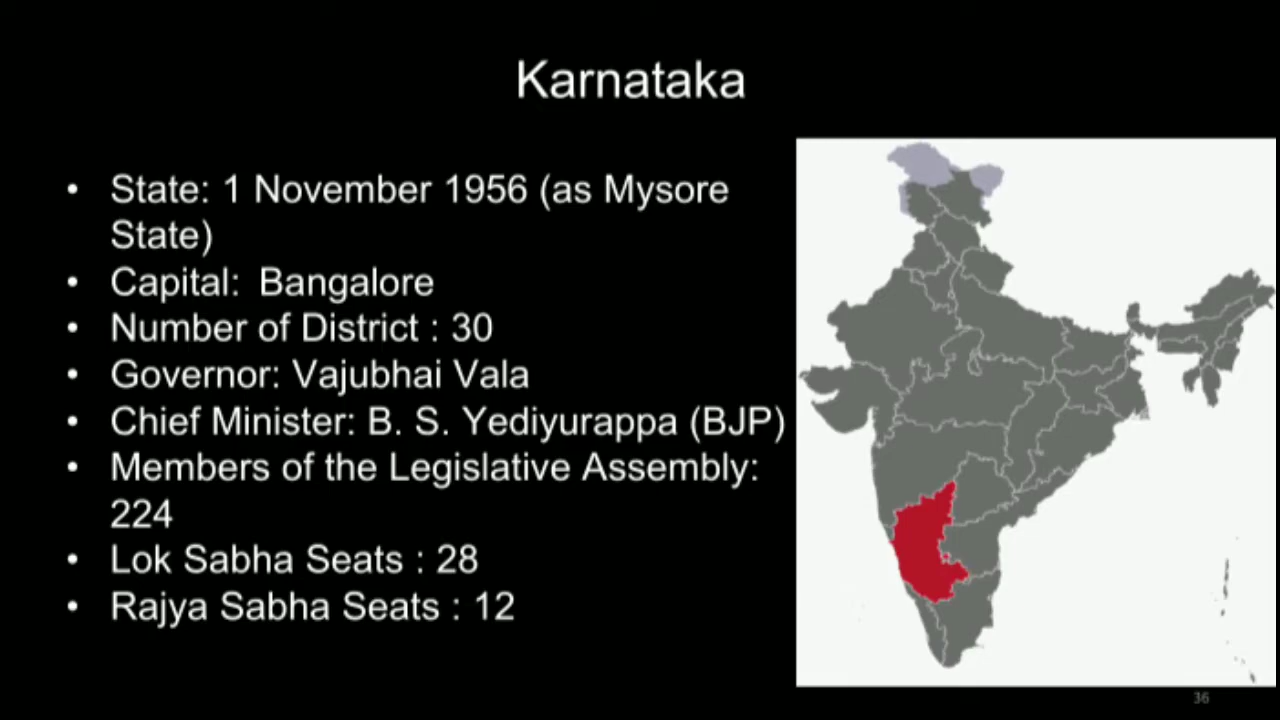 Karnataka
• State: 1 November 1956 (as Mysore
State)
• Capital: Bangalore
• Number of District : 30
• Governor: Vajubhai Vala
• Chief Minister: B. S. Yediyurappa (BJP)
• Members of the Legislative Assembly:
224
• Lok Sabha Seats : 28
• Rajya Sabha Seats : 12
36